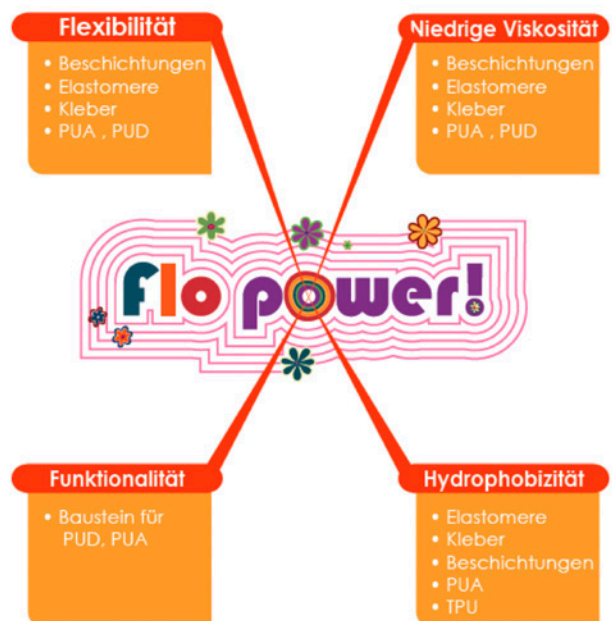 Flexibilität
• Beschichtungen
• Elastomere
• Kleber
• PUA , PUD
Niedrige Viskosität
• Beschichtungen
• Elastomere
• Kleber
• PUA , PUD
flo power!
Funktionalität
• Baustein für
PUD, PUA
Hydrophobizität
• Elastomere
• Kleber
• Beschichtungen
• PUA
• TPU